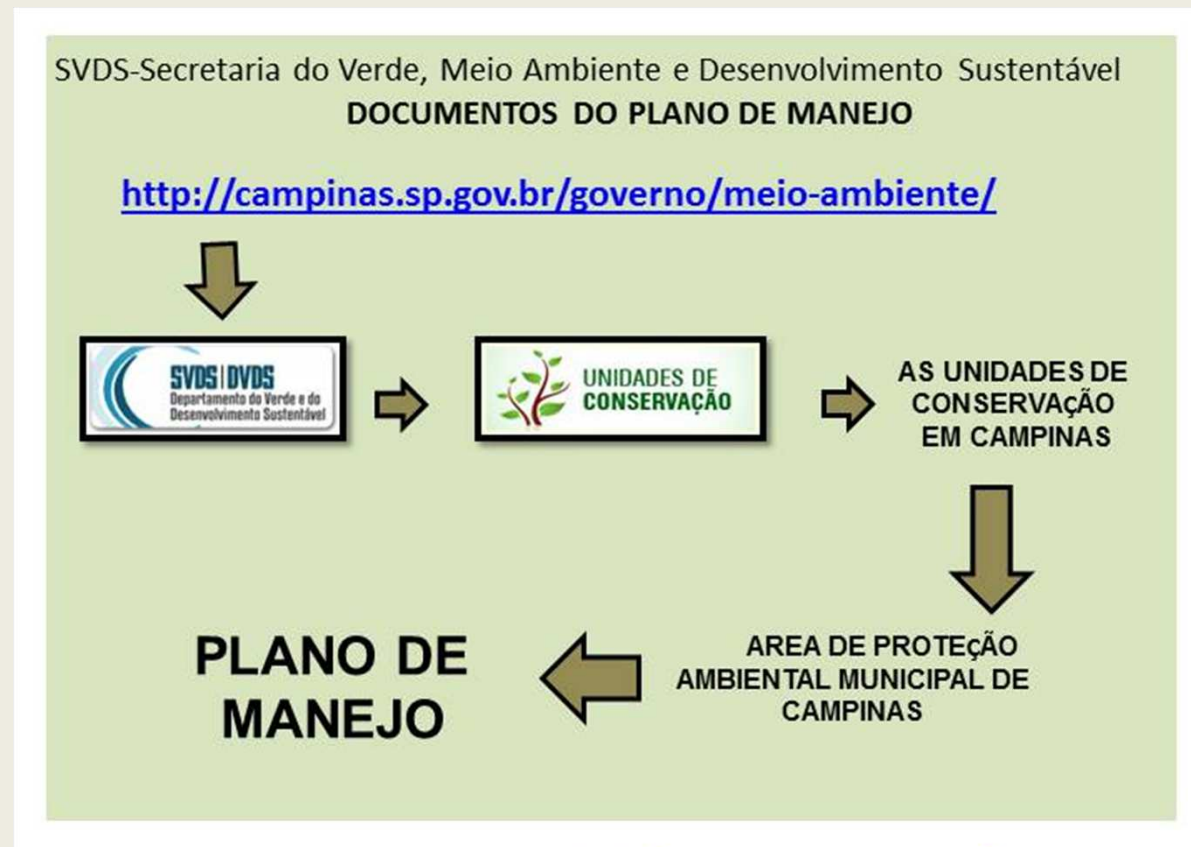 SVDS-Secretaria do Verde, Meio Ambiente e Desenvolvimento Sustentável
DOCUMENTOS DO PLANO DE MANEJO
http://campinas.sp.gov.br/governo/meio-ambiente/
SVDS|DVDS
Departamento do Verde e do
Desenvolvimento Sustentável
UNIDADES DE
CONSERVAÇÃO
AS UNIDADES DE
CONSERVAçÃO
EM CAMPINAS
AREA DE PROTEçÃO
AMBIENTAL MUNICIPAL DE
CAMPINAS
PLANO DE
MANEJO